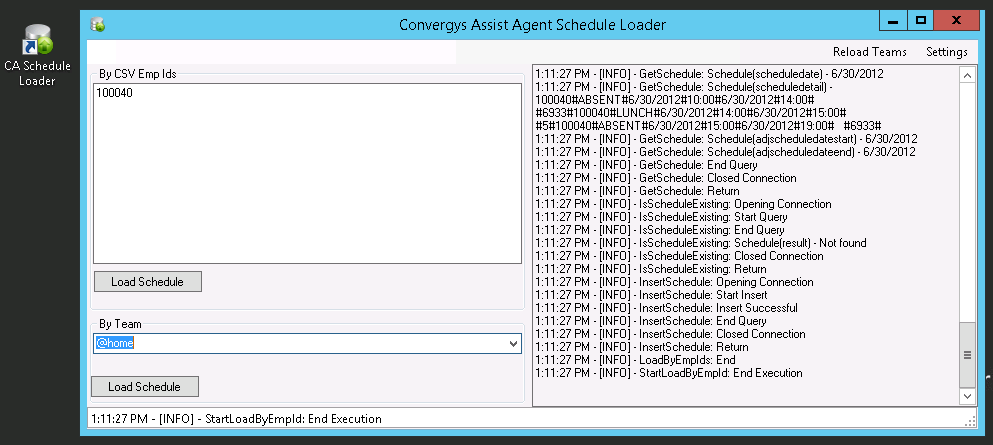 CA Schedule
Loader
Convergys Assist Agent Schedule Loader
Reload Teams Settings
By CSV Emp Ids
100040
Load Schedule
By Team
@home
Load Schedule
1:11:27 PM - [INFO] - GetSchedule: Schedule(scheduledate) - 6/30/2012
1:11:27 PM - [INFO] - GetSchedule: Schedule(scheduledetail) -
100040#ABSENT#6/30/2012#10:00#6/30/2012#14:00#
#6933#100040#LUNCH#6/30/2012#14:00#6/30/2012#15:00#
#5#100040#ABSENT#6/30/2012#15:00#6/30/2012#19:00# #6933#
1:11:27 PM - [INFO] - GetSchedule: Schedule(adjscheduledatestart) - 6/30/2012
1:11:27 PM - [INFO] - GetSchedule: Schedule(adjscheduledateend) - 6/30/2012
1:11:27 PM - [INFO] - GetSchedule: End Query
1:11:27 PM - [INFO] - GetSchedule: Closed Connection
1:11:27 PM - [INFO] - GetSchedule: Return
1:11:27 PM - [INFO] - IsScheduleExisting: Opening Connection
1:11:27 PM - [INFO] - IsScheduleExisting: Start Query
1:11:27 PM - [INFO] - IsScheduleExisting: End Query
1:11:27 PM - [INFO] - IsScheduleExisting: Schedule(result) - Not found
1:11:27 PM - [INFO] - IsScheduleExisting: Closed Connection
1:11:27 PM - [INFO] - IsScheduleExisting: Return
1:11:27 PM - [INFO] - InsertSchedule: Opening Connection
1:11:27 PM - [INFO] - InsertSchedule: Start Insert
1:11:27 PM - [INFO] - InsertSchedule: Insert Successful
1:11:27 PM - [INFO] - InsertSchedule: End Query
1:11:27 PM - [INFO] - InsertSchedule: Closed Connection
1:11:27 PM - [INFO] - InsertSchedule: Return
1:11:27 PM - [INFO] - LoadByEmpIds: End
1:11:27 PM - [INFO] - StartLoadByEmpId: End Execution
1:11:27 PM - [INFO] - StartLoadByEmpId: End Execution